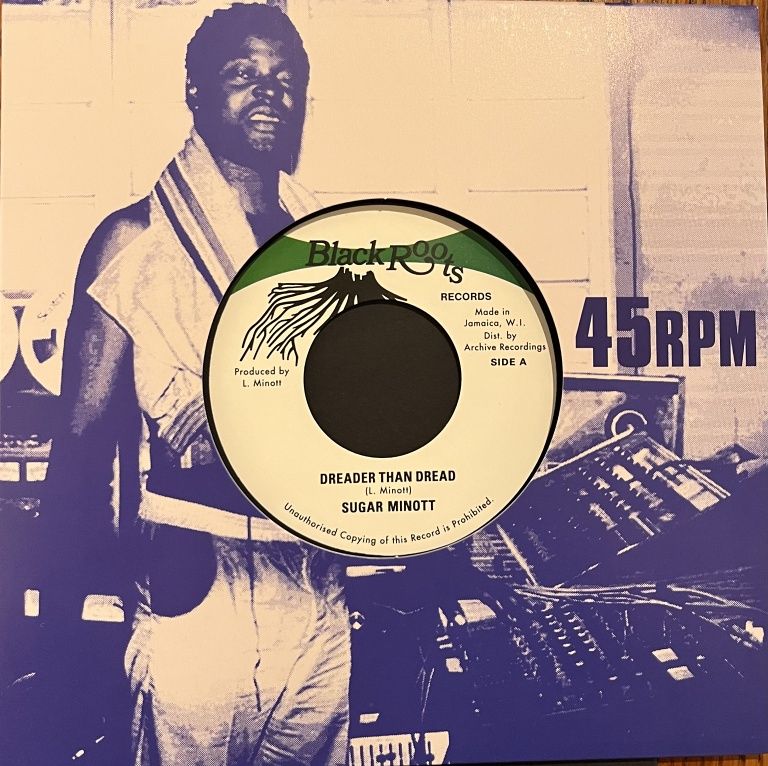 Black Roots
RECORDS
Made in
Jamaica, W.I.
Dist. by
Archive Recordings
SIDE A
Produced by
L. Minott
45RPM
DREADER THAN DREAD
(L. Minott)
SUGAR MINOTT
Unauthorised Copying of this Record is Prohibited.